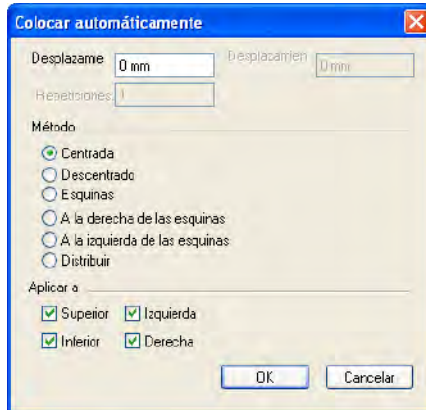 Colocar automáticamente
Desplazame 0 mm Desplazamien 0 mm
Repeticiones: 1
Método
Centrada
Descentrado
Esquinas
A la derecha de las esquinas
A la izquierda de las esquinas
Distribuir
Aplicar a
Superior Izquierda
Inferior Derecha
OK Cancelar